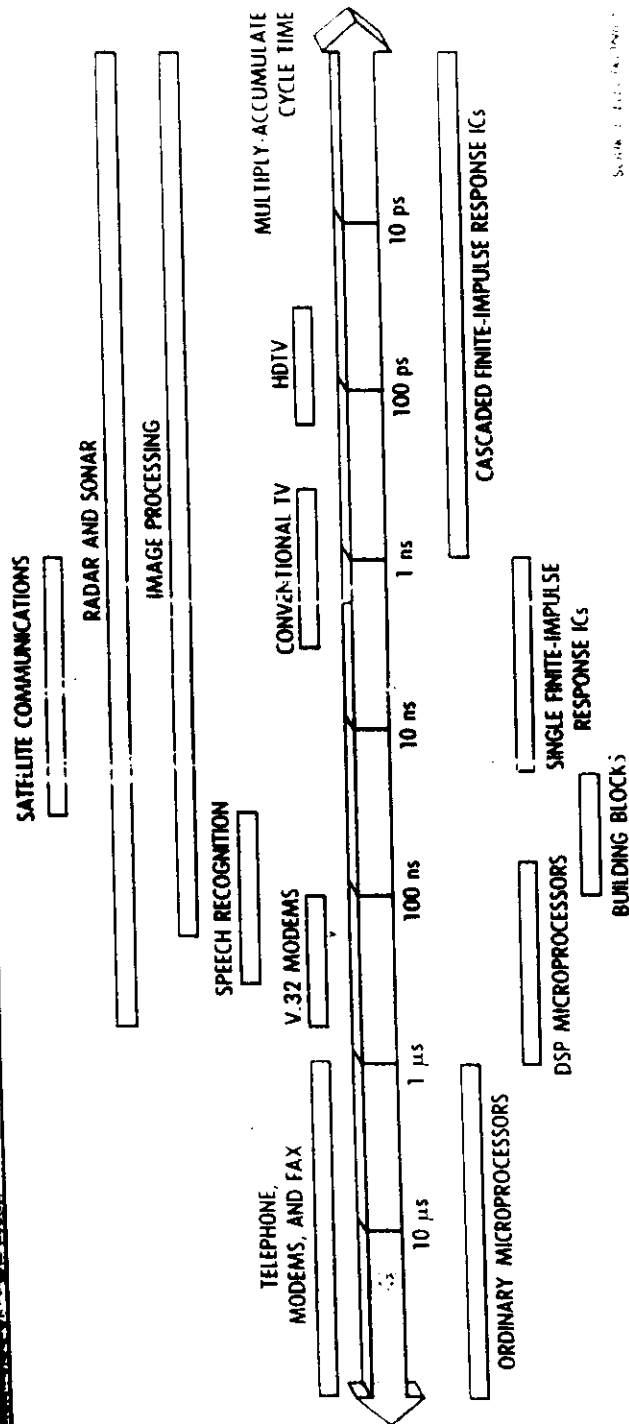 SATELLITE COMMUNICATIONS
RADAR AND SONAR
IMAGE PROCESSING
SPEECH RECOGNITION
V.32 MODEMS
CONVENTIONAL TV
HDTV
TELEPHONE,
MODEMS, AND FAX
MULTIPLY-ACCUMULATE
CYCLE TIME
10 µs
1 µs
100 ns
10 ns
1 ns
100 ps
10 ps
ORDINARY MICROPROCESSORS
DSP MICROPROCESSORS
BUILDING BLOCKS
SINGLE FINITE-IMPULSE
RESPONSE ICs
CASCADED FINITE-IMPULSE RESPONSE ICs